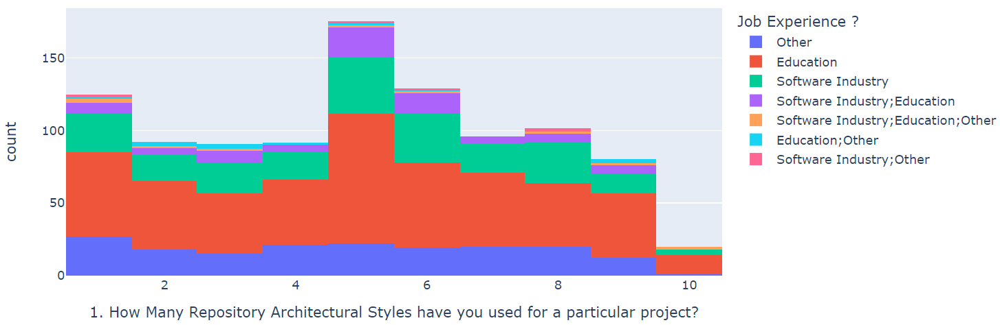 150
100
50
0
count
2 4 6 8 10
1. How Many Repository Architectural Styles have you used for a particular project?
Job Experience ?
Other
Education
Software Industry
Software Industry;Education
Software Industry;Education;Other
Education;Other
Software Industry;Other